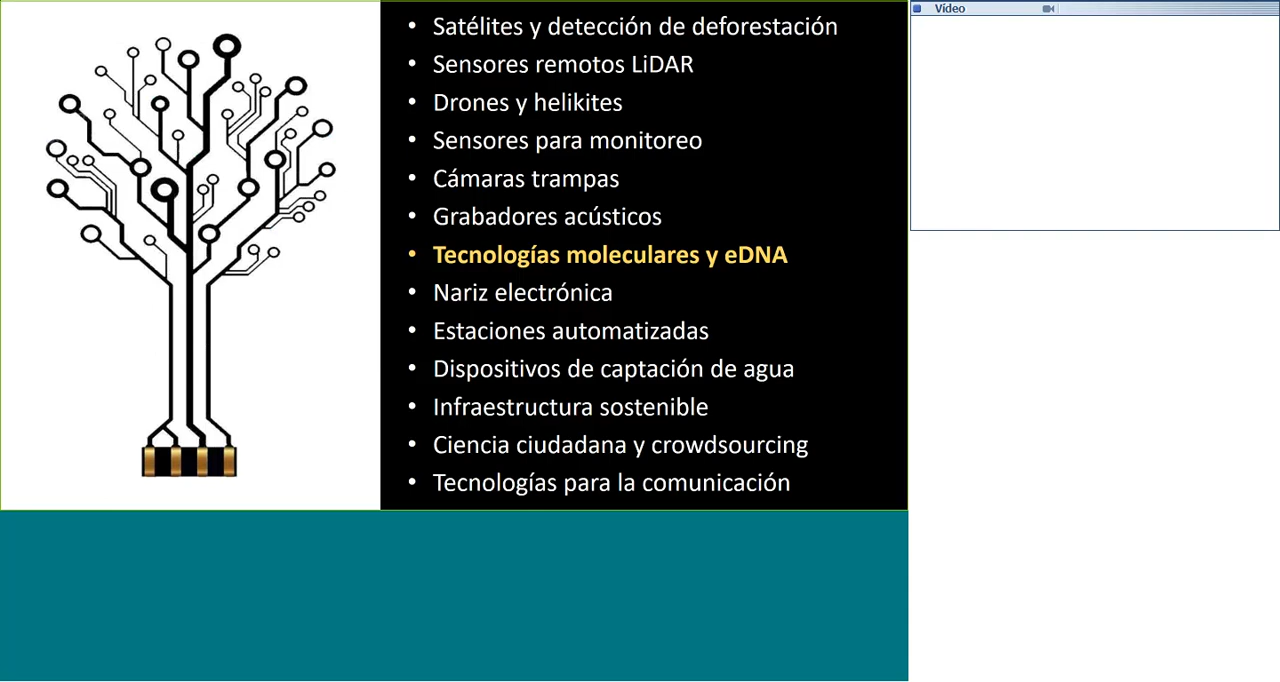 • Satélites y detección de deforestación
• Sensores remotos LiDAR
• Drones y helikites
• Sensores para monitoreo
• Cámaras trampas
• Grabadores acústicos
• Tecnologías moleculares y eDNA
• Nariz electrónica
• Estaciones automatizadas
• Dispositivos de captación de agua
• Infraestructura sostenible
• Ciencia ciudadana y crowdsourcing
• Tecnologías para la comunicación
Vídeo